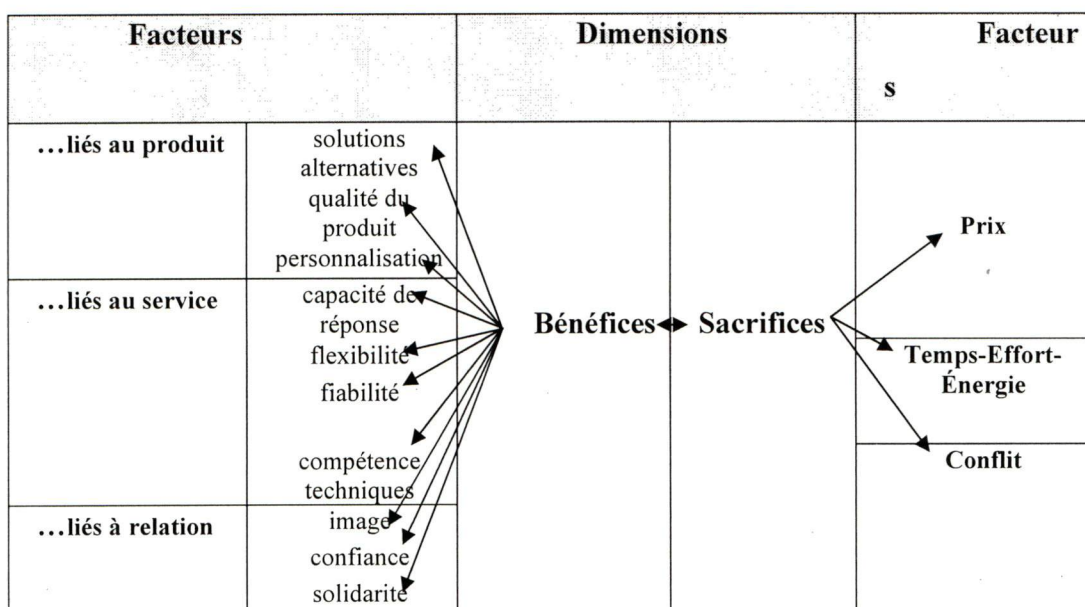 Facteurs
Dimensions
Facteur
s
…liés au produit
solutions
alternatives
qualité du
produit
personnalisation
…liés au service
capacité de
réponse
flexibilité
fiabilité
compétence
techniques
…liés à relation
image
confiance
solidarité
Bénéfices
Sacrifices
Prix
Temps-Effort-
Énergie
Conflit